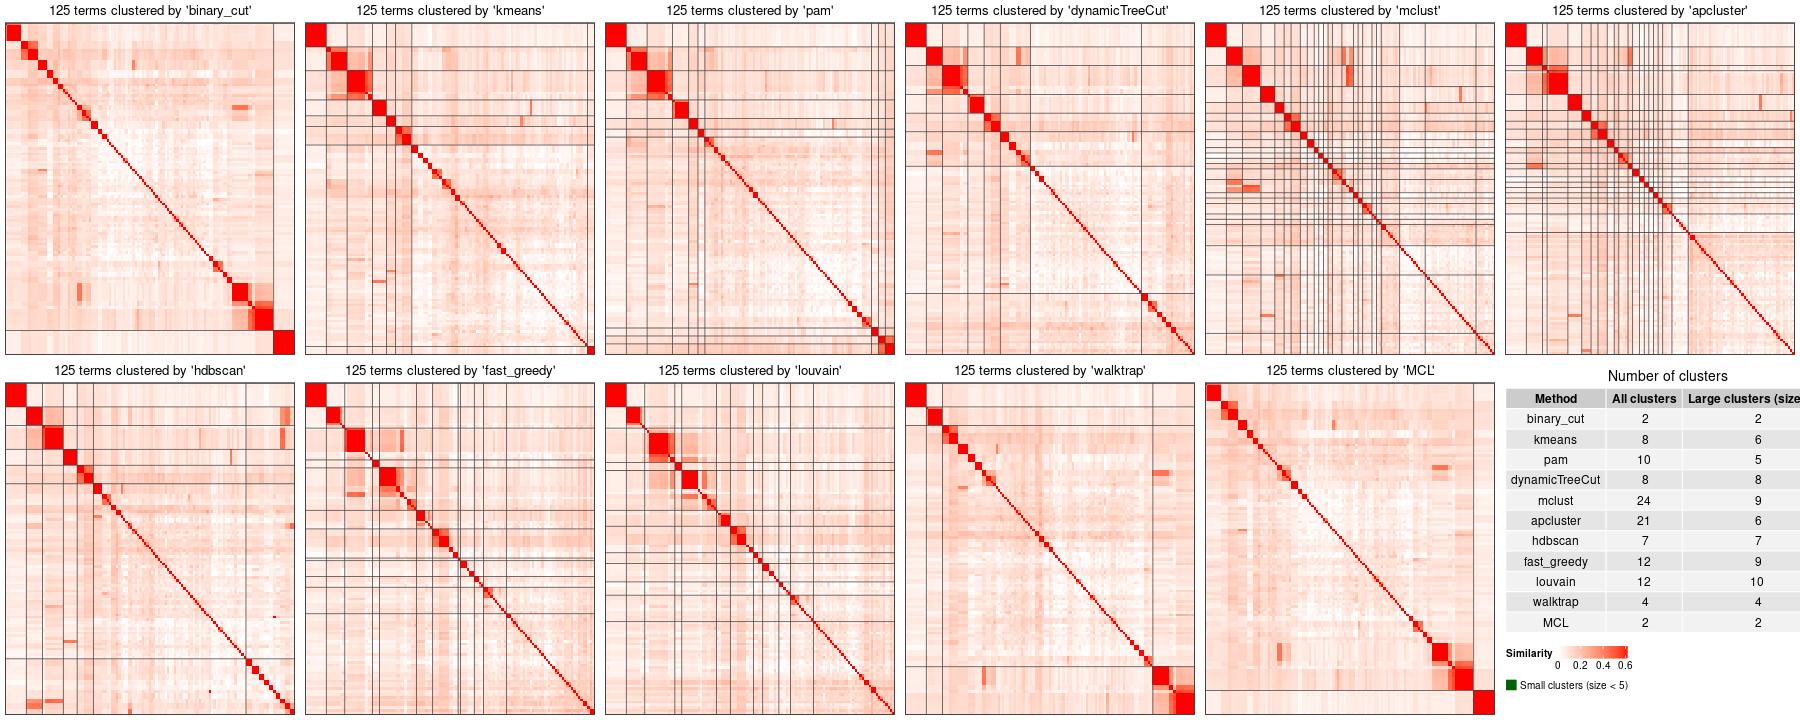 125 terms clustered by 'binary_cut'
125 terms clustered by 'kmeans'
125 terms clustered by 'pam'
125 terms clustered by 'dynamicTreeCut'
125 terms clustered by 'mclust'
125 terms clustered by 'apcluster'
125 terms clustered by 'hdbscan'
125 terms clustered by 'fast_greedy'
125 terms clustered by 'louvain'
125 terms clustered by 'walktrap'
125 terms clustered by 'MCL'
Number of clusters
Method All clusters Large clusters (size
binary_cut 2 2
kmeans 8 6
pam 10 5
dynamicTreeCut 8 8
mclust 24 9
apcluster 21 6
hdbscan 7 7
fast_greedy 12 9
louvain 12 10
walktrap 4 4
MCL 2 2
Similarity
0 0.2 0.4 0.6
Small clusters (size < 5)